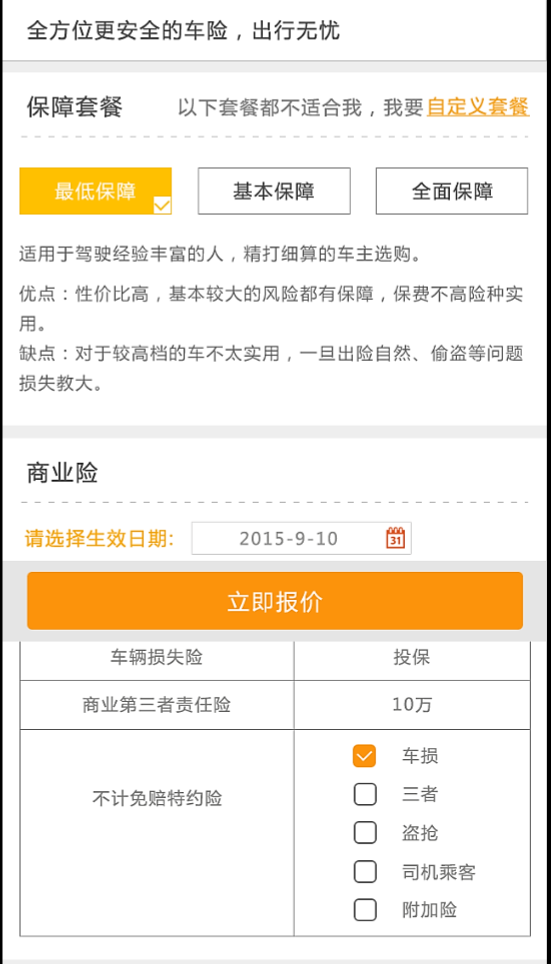 全方位更安全的车险，出行无忧
保障套餐 以下套餐都不适合我，我要自定义套餐
最低保障 基本保障 全面保障
适用于驾驶经验丰富的人，精打细算的车主选购。
优点：性价比高，基本较大的风险都有保障，保费不高险种实
用。
缺点：对于较高档的车不太实用，一旦出险自然、偷盗等问题
损失教大。
商业险
请选择生效日期: 2015-9-10 31
立即报价
车辆损失险 投保
商业第三者责任险 10万
不计免赔特约险
车损
三者
盗抢
司机乘客
附加险